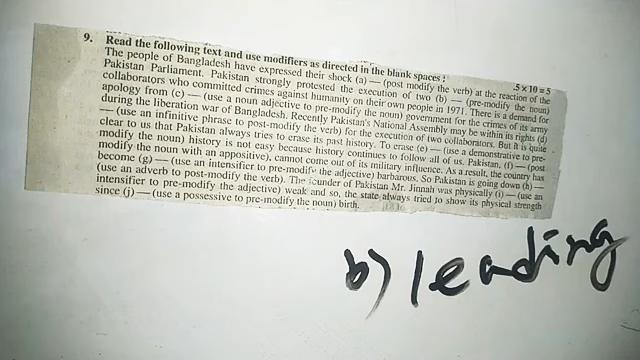 9. Read the following text and use modifiers as directed in the blank spaces : .5 × 10 = 5
The people of Bangladesh have expressed their shock (a) — (post modify the verb) at the reaction of the
Pakistan Parliament. Pakistan strongly protested the execution of two (b) — (pre-modify the noun)
collaborators who committed crimes against humanity on their own people in 1971. There is a demand for
apology from (c) — (use a noun adjective to pre-modify the noun) government for the crimes of its army
during the liberation war of Bangladesh. Recently Pakistan's National Assembly may be within its rights (d)
— (use an infinitive phrase to post-modify verb) for the execution of two collaborators. But it is quite
clear to us that Pakistan always tries to erase its past history. To erase (e) — (use a demonstrative to pre-
modify the noun) history is not easy because history continues to follow all of us. Pakistan, (f) — (post
modify the noun with an appositive), cannot come out of its military influence. As a result, the country has
become (g) — (use an intensifier to pre-modify the adjective) barbarous. So Pakistan is going down (h) —
(use an adverb to post-modify the verb). The founder of Pakistan Mr. Jinnah was physically (i) — (use an
intensifier to pre-modify the adjective) weak and so, the state always tried to show its physical strength
since (j) — (use a possessive to pre-modify the noun) birth.
b) leading